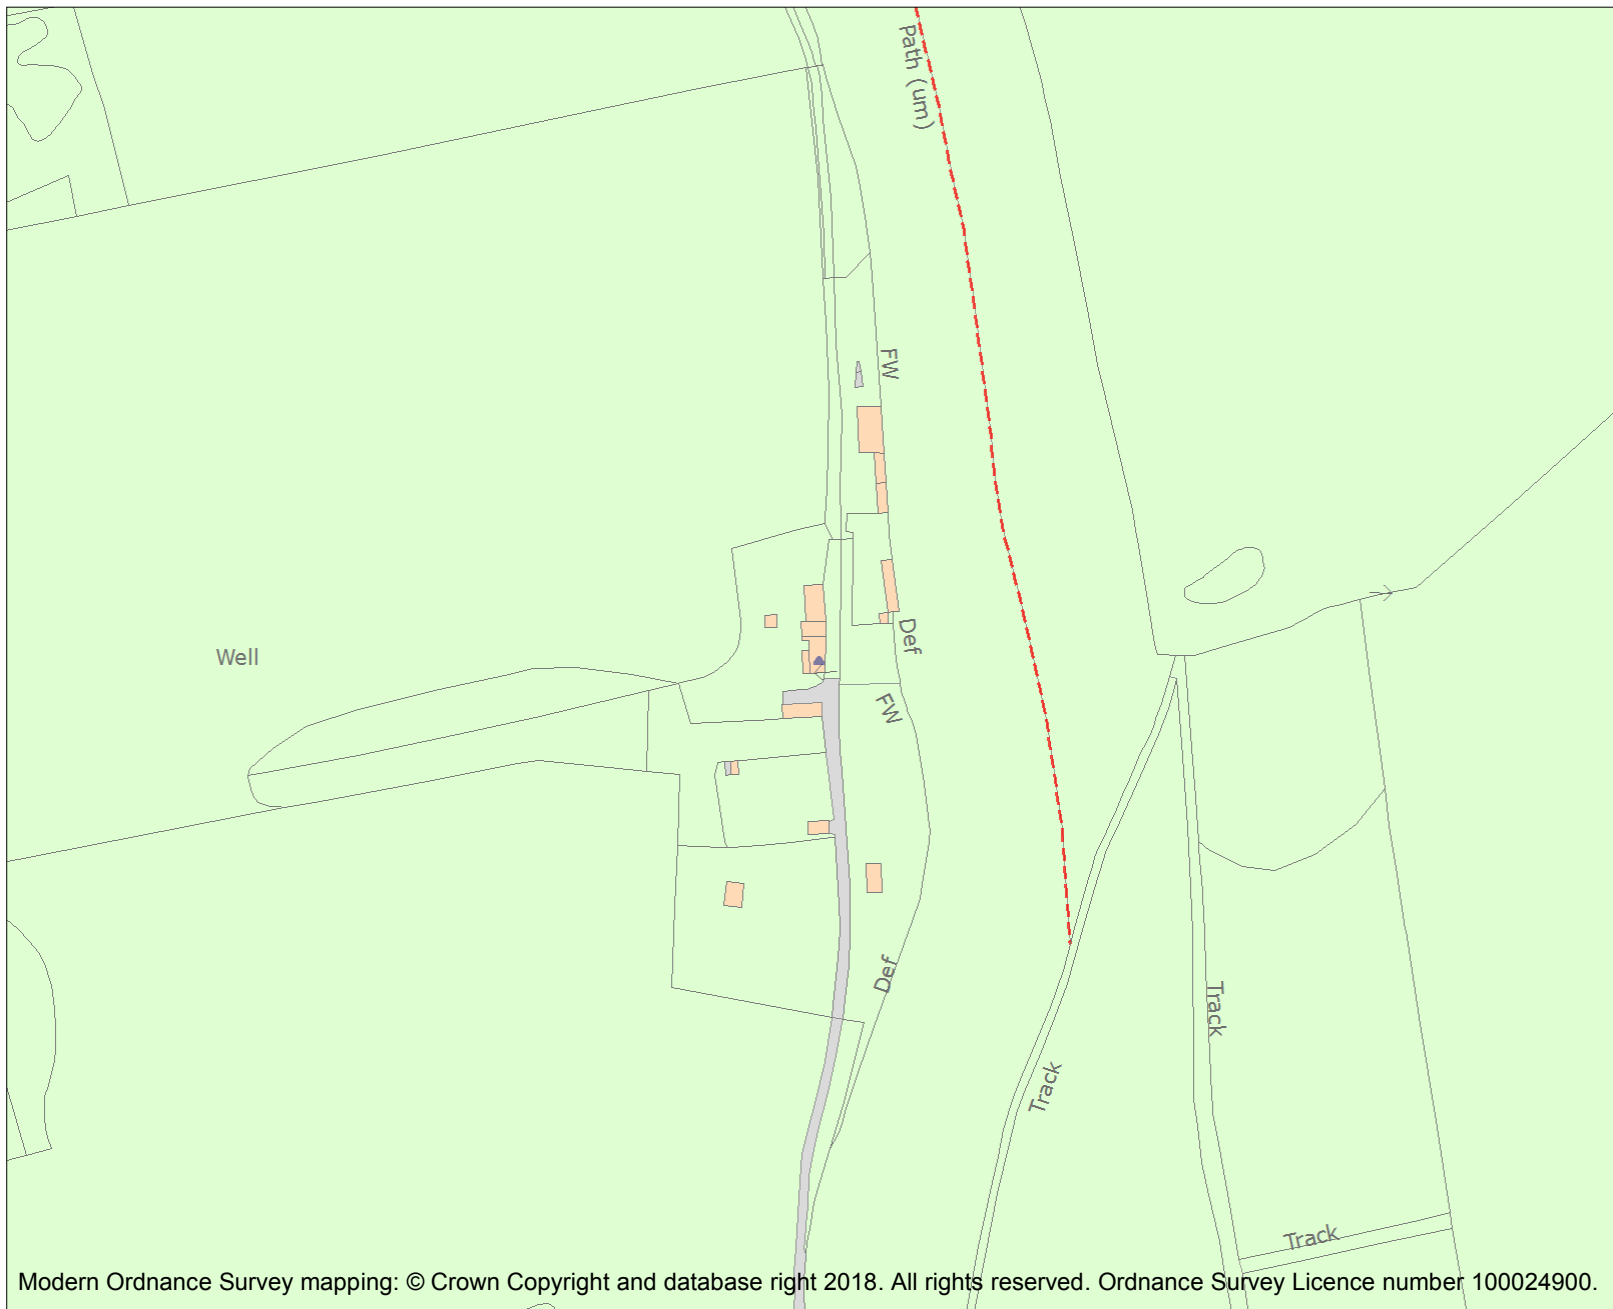 Path (um)
FW
Def
Well
FW
Def
Track
Track
Track
Modern Ordnance Survey mapping: © Crown Copyright and database right 2018. All rights reserved. Ordnance Survey Licence number 100024900.